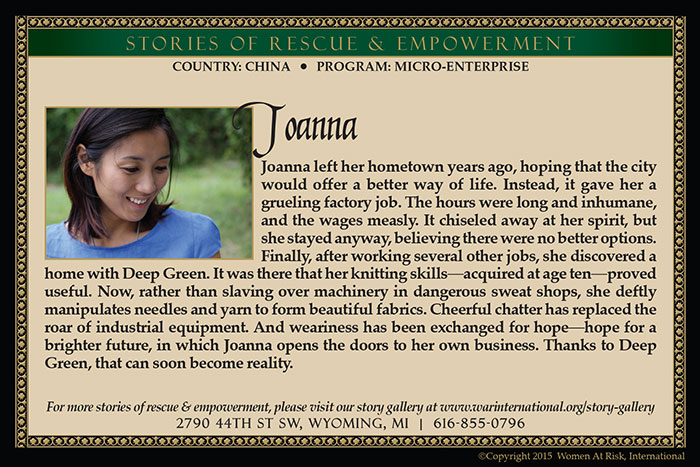 STORIES OF RESCUE & EMPOWERMENT
COUNTRY: CHINA • PROGRAM: MICRO-ENTERPRISE
Joanna
Joanna left her hometown years ago, hoping that the city
would offer a better way of life. Instead, it gave her a
grueling factory job. The hours were long and inhumane,
and the wages measly. It chiseled away at her spirit, but
she stayed anyway, believing there were no better options.
Finally, after working several other jobs, she discovered a
home with Deep Green. It was there that her knitting skills—acquired at age ten—proved
useful. Now, rather than slaving over machinery in dangerous sweat shops, she deftly
manipulates needles and yarn to form beautiful fabrics. Cheerful chatter has replaced the
roar of industrial equipment. And weariness has been exchanged for hope—hope for a
brighter future, in which Joanna opens the doors to her own business. Thanks to Deep
Green, that can soon become reality.
For more stories of rescue & empowerment, please visit our story gallery at www.warinternational.org/story-gallery
2790 44TH ST SW, WYOMING, MI | 616-855-0796
©Copyright 2015 Women At Risk, International